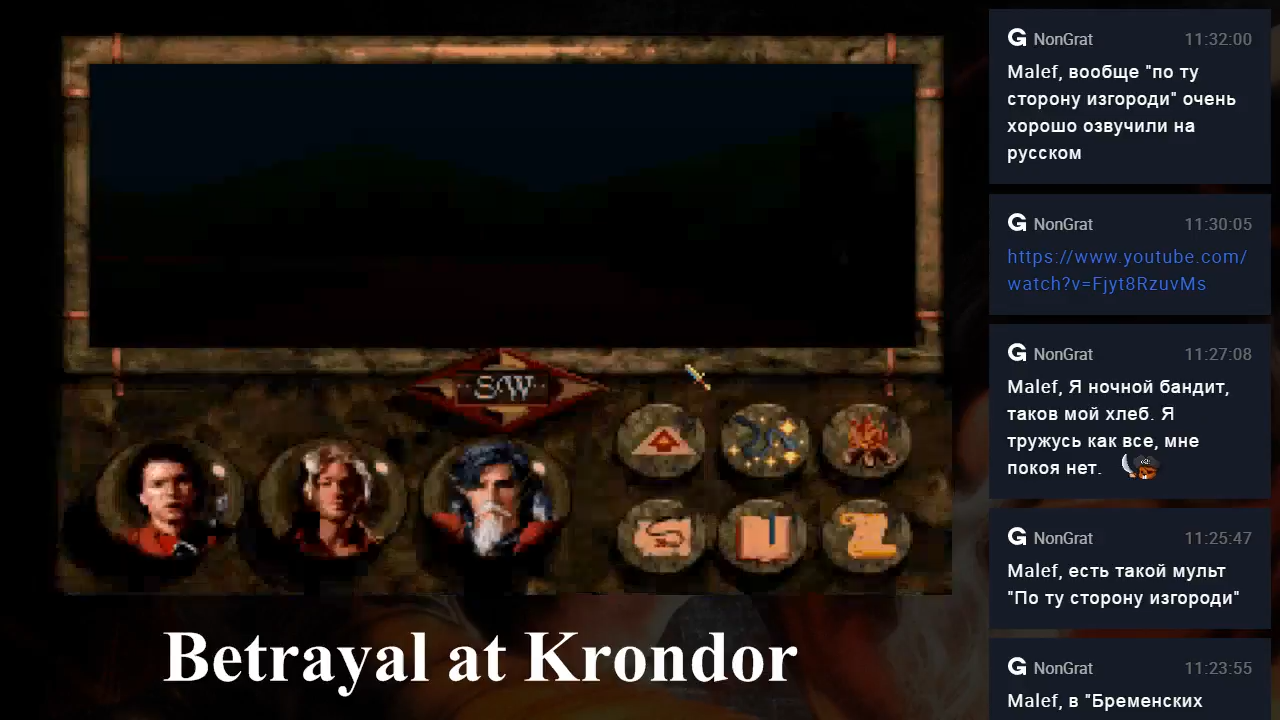 S/W
Betrayal at Krondor
G NonGrat 11:32:00
Malef, вообще "по ту
сторону изгороди" очень
хорошо озвучили на
русском
G NonGrat 11:30:05
https://www.youtube.com/
watch?v=Fjyt8RzuvMs
G NonGrat 11:27:08
Malef, Я ночной бандит,
таков мой хлеб. Я
тружусь как все, мне
покоя нет.
G NonGrat 11:25:47
Malef, есть такой мульт
"По ту сторону изгороди"
G NonGrat 11:23:55
Malef, в "Бременских